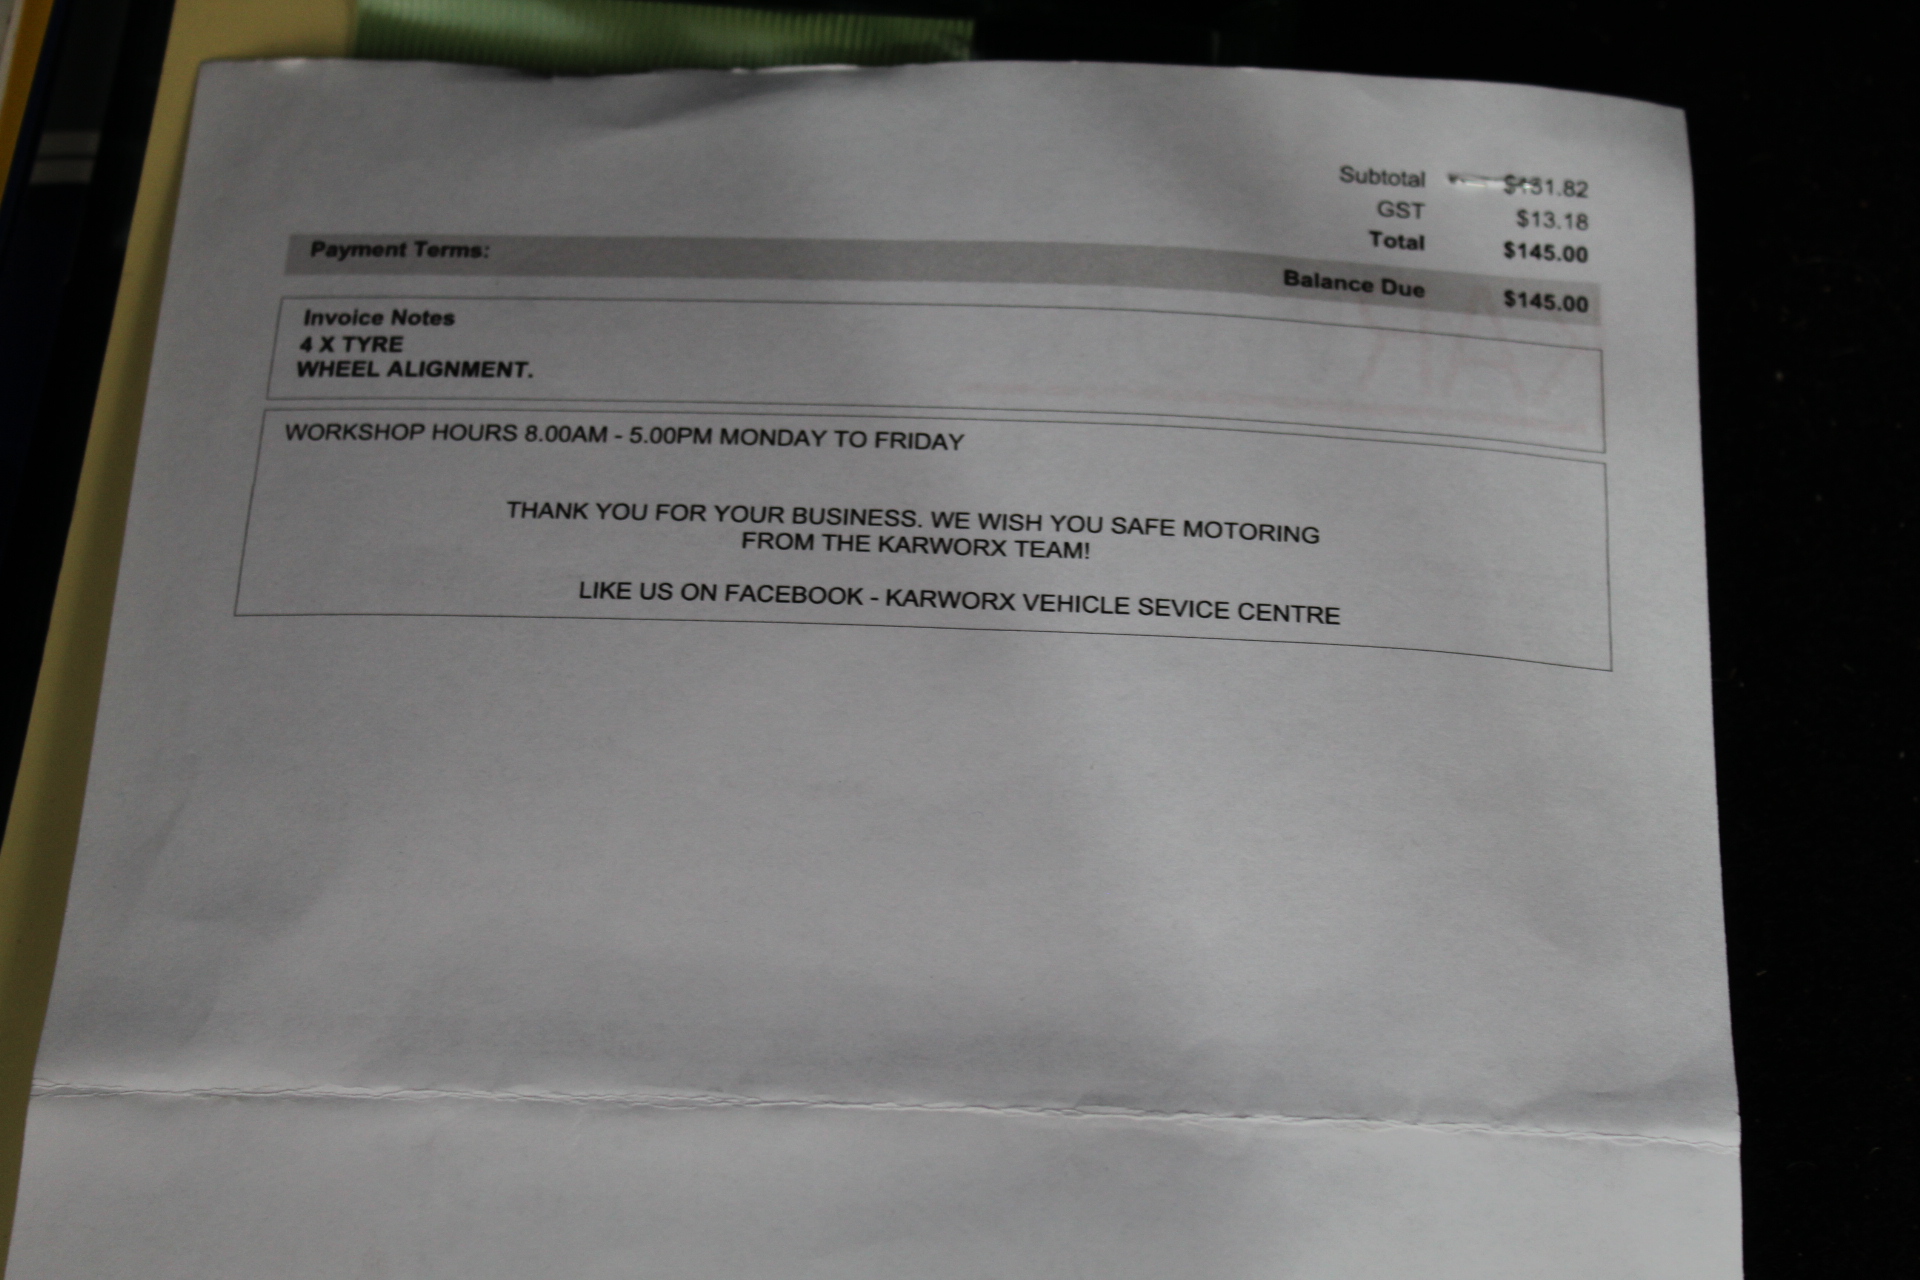 Subtotal $131.82
GST $13.18
Total $145.00
Payment Terms:
Balance Due $145.00
Invoice Notes
4 X TYRE
WHEEL ALIGNMENT.
WORKSHOP HOURS 8.00AM - 5.00PM MONDAY TO FRIDAY
THANK YOU FOR YOUR BUSINESS. WE WISH YOU SAFE MOTORING
FROM THE KARWORX TEAM!
LIKE US ON FACEBOOK - KARWORX VEHICLE SEVICE CENTRE